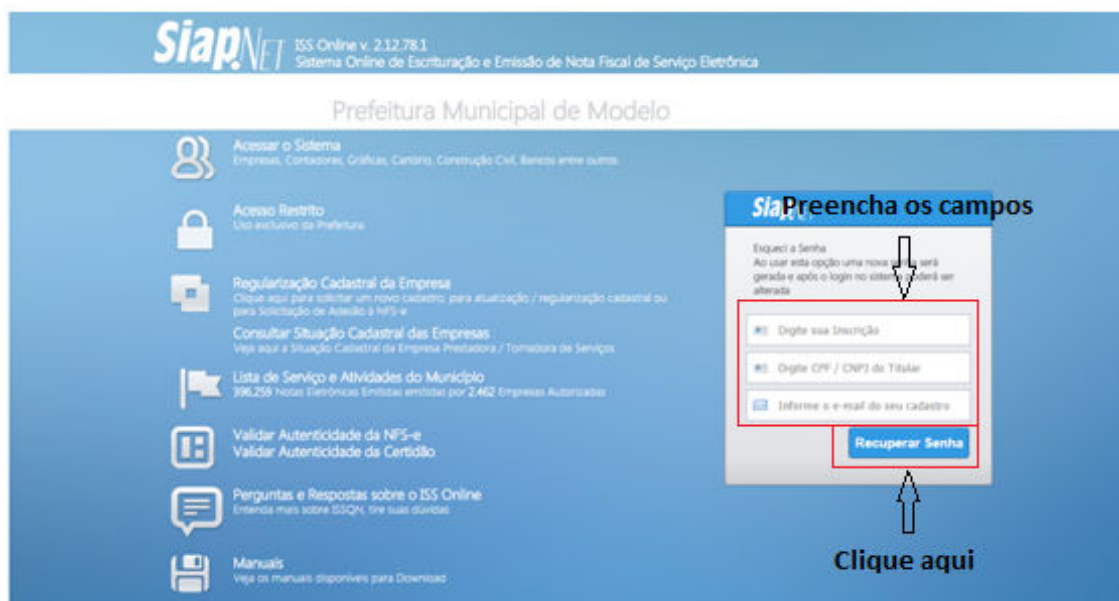 Siap.NET
ISS Online v. 2.12.78.1
Sistema Online de Escrituração e Emissão de Nota Fiscal de Serviço Eletrônica
Prefeitura Municipal de Modelo
Acessar o Sistema
Empresas, Contadores, Gráficas, Cartório, Construção Civil, Bancos entre outros.
Acesso Restrito
Uso exclusivo da Prefeitura
Regularização Cadastral da Empresa
Clique aqui para solicitar um novo cadastro, para atualização / regularização cadastral ou
para Solicitação de Adesão à NFS-e
Consultar Situação Cadastral das Empresas
Veja aqui a Situação Cadastral da Empresa Prestadora / Tomadora de Serviços
Lista de Serviço e Atividades do Município
396,258 Notas Eletrônicas Emitidas emitidas por 2,462 Empresas Autorizadas
Validar Autenticidade da NFS-e
Validar Autenticidade da Certidão
Perguntas e Respostas sobre o ISS Online
Entenda mais sobre ISSQN, tire suas dúvidas
Manuais
Veja os manuais disponíveis para Download
Preencha os campos
Esqueci a Senha
Ao usar esta opção uma nova senha será
gerada e após o login no sistema poderá ser
alterada
Digite sua Inscrição
Digite CPF / CNPJ do Titular
Informe o e-mail do seu cadastro
Recuperar Senha
Clique aqui